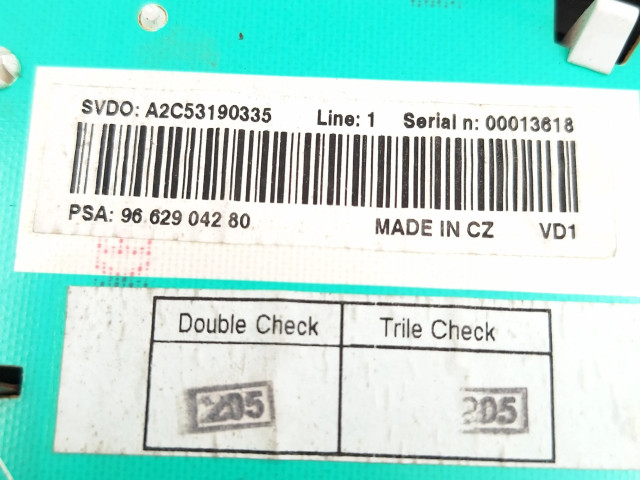 SVDO: A2C53190335 Line: 1 Serial n: 00013618
PSA: 96 629 042 80 MADE IN CZ VD1
Double Check Trile Check
205 205